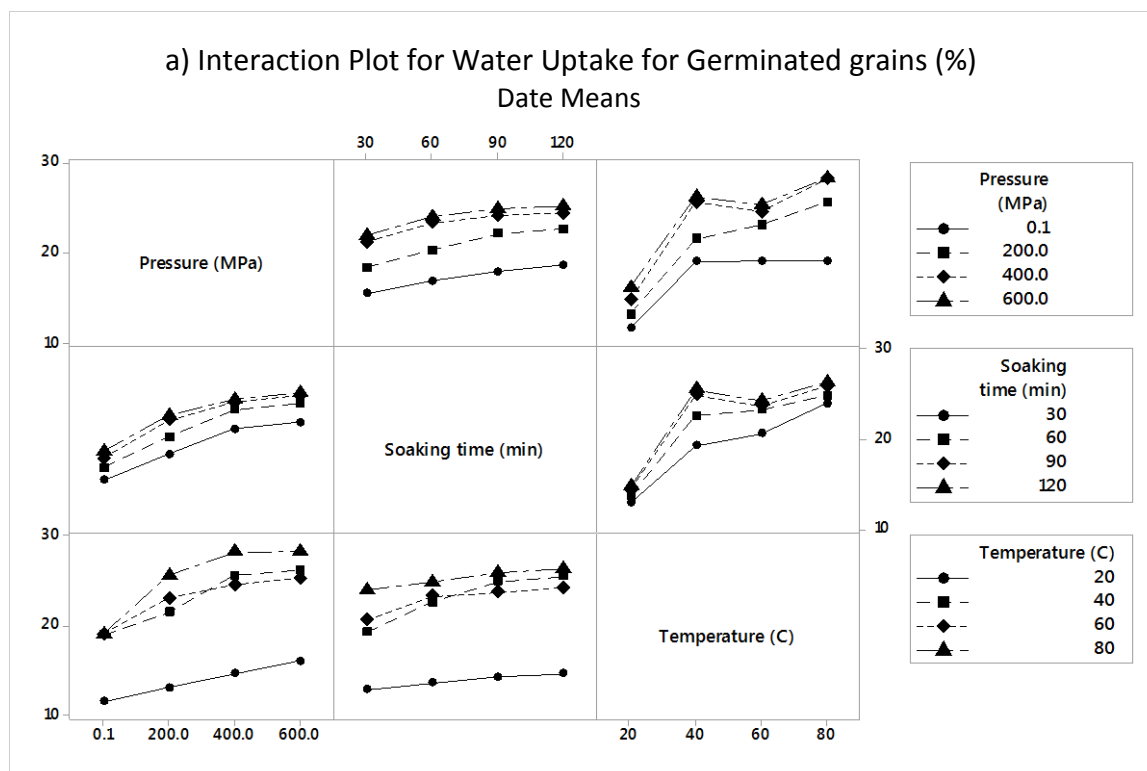 a) Interaction Plot for Water Uptake for Germinated grains (%)
Date Means
30 60 90 120
30
20
10
Pressure (MPa)
Pressure
(MPa)
0.1
200.0
400.0
600.0
Soaking time (min)
30
20
10
Soaking
time (min)
30
60
90
120
30
20
10
Temperature (C)
Temperature (C)
20
40
60
80
0.1 200.0 400.0 600.0
20 40 60 80